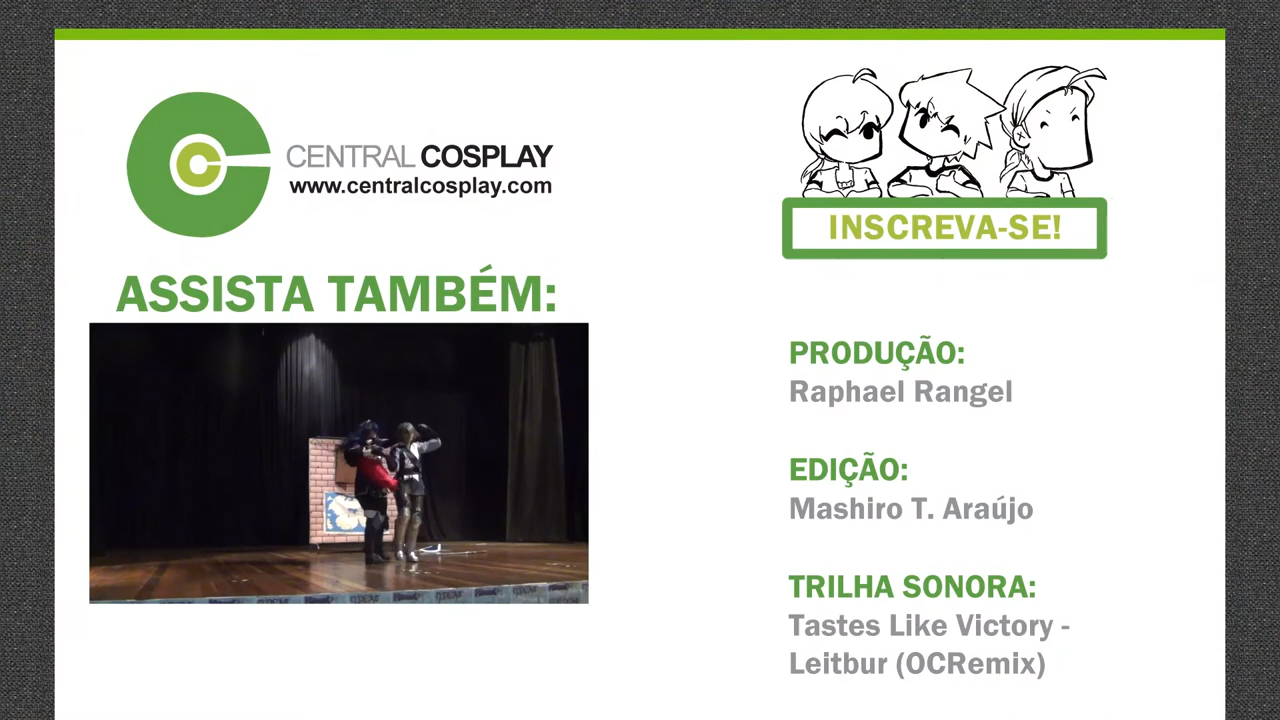 CENTRAL COSPLAY
www.centralcosplay.com
INSCREVA-SE!
ASSISTA TAMBÉM:
PRODUÇÃO:
Raphael Rangel
EDIÇÃO:
Mashiro T. Araújo
TRILHA SONORA:
Tastes Like Victory -
Leitbur (OCRemix)